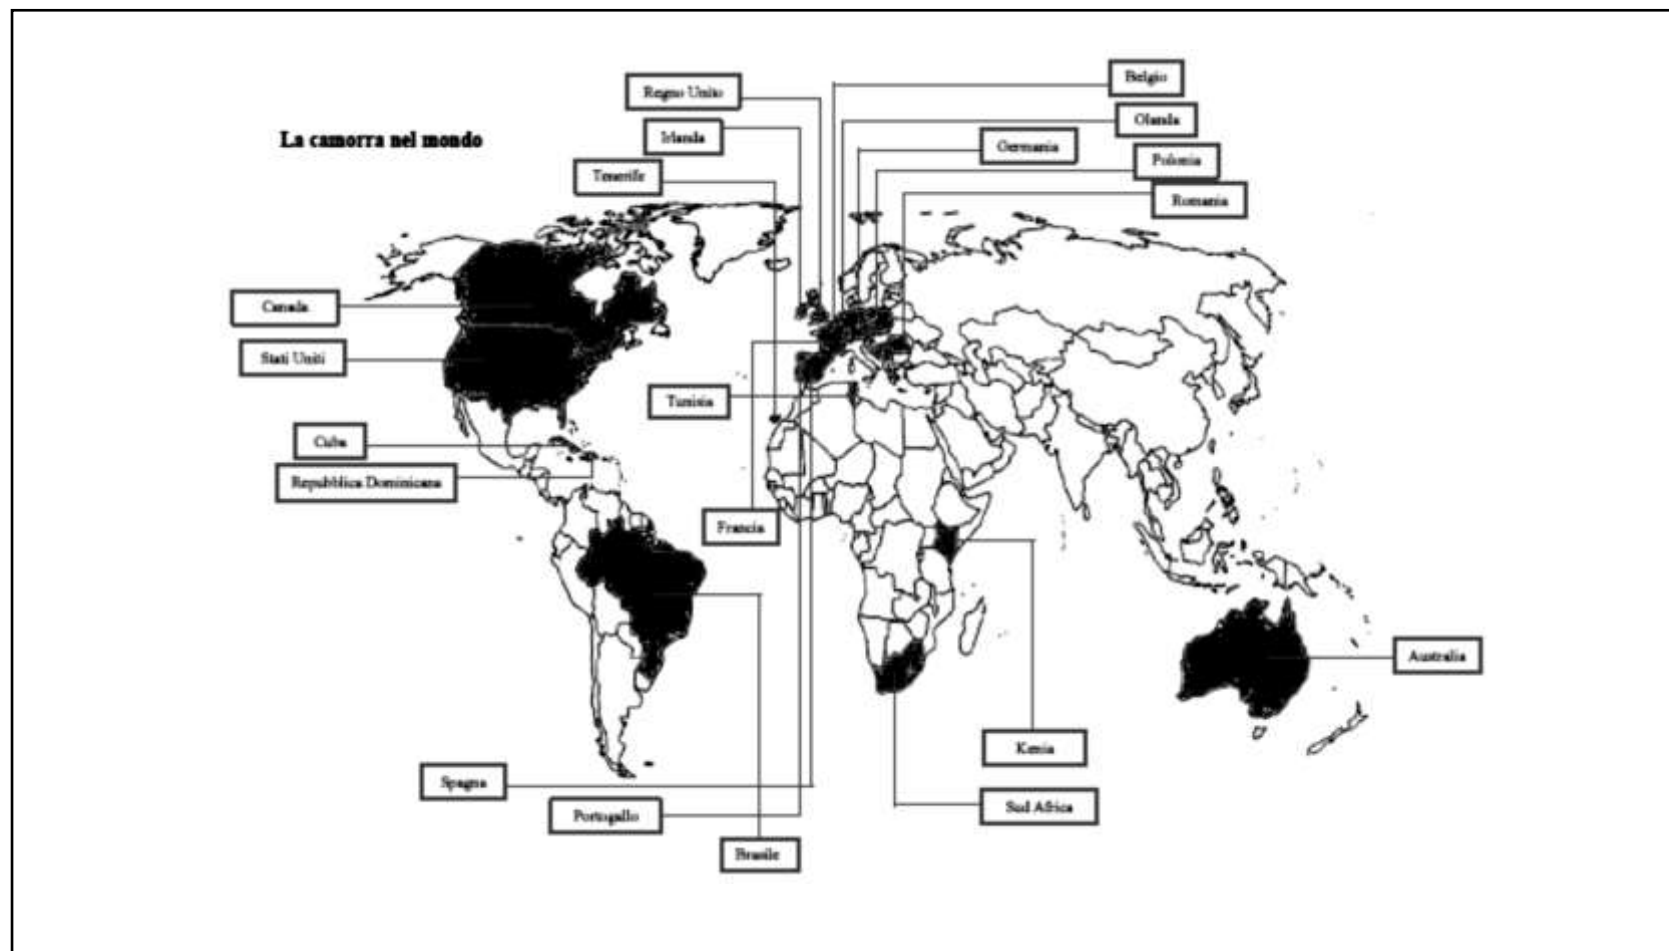 La camorra nel mondo
Regno Unito
Irlanda
Tenerife
Belgio
Olanda
Germania
Polonia
Romania
Canada
Stati Uniti
Cuba
Repubblica Dominicana
Tunisia
Francia
Spagna
Portogallo
Brasile
Kenia
Sud Africa
Australia